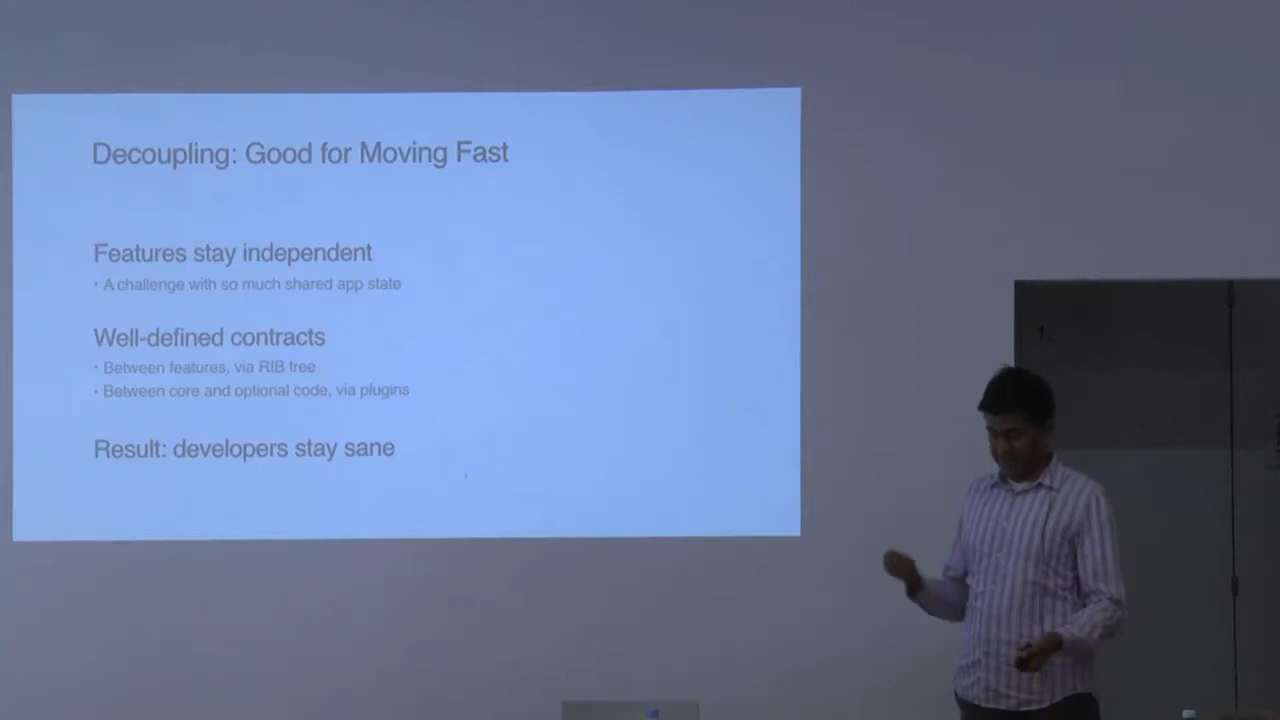 Decoupling: Good for Moving Fast
Features stay independent
· A challenge with so much shared app state
Well-defined contracts
· Between features, via RIB tree
· Between core and optional code, via plugins
Result: developers stay sane